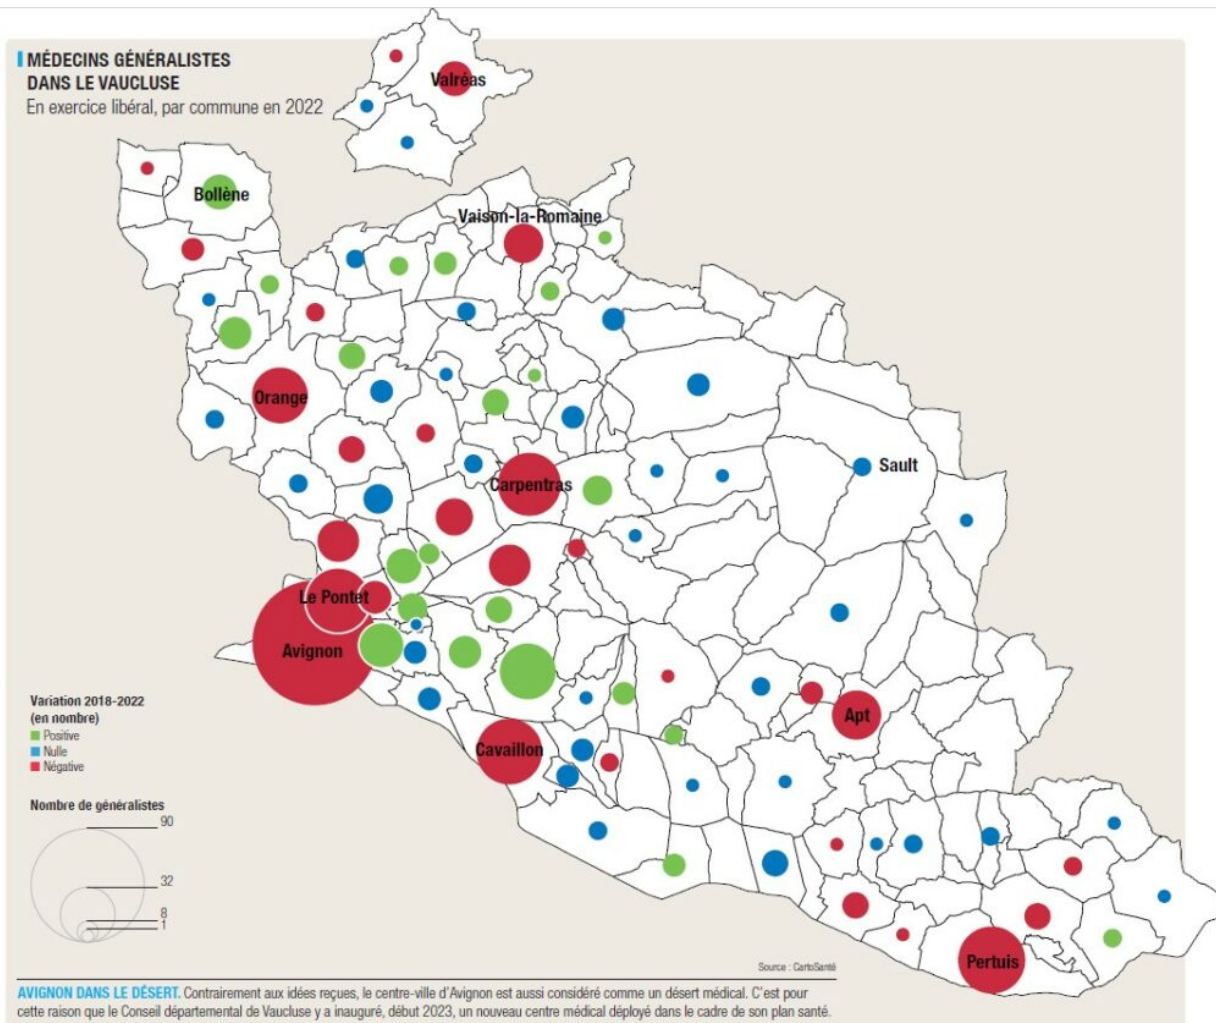 MÉDECINS GÉNÉRALISTES
DANS LE VAUCLUSE
En exercice libéral, par commune en 2022
Valréas
Bollène
Vaison-la-Romaine
Orange
Sault
Carpentras
Le Pontet
Avignon
Apt
Cavaillon
Pertuis
Variation 2018-2022
(en nombre)
Positive
Nulle
Négative
Nombre de généralistes
90
32
8
1
Source : CartoSanté
AVIGNON DANS LE DÉSERT. Contrairement aux idées reçues, le centre-ville d'Avignon est aussi considéré comme un désert médical. C'est pour
cette raison que le Conseil départemental de Vaucluse y a inauguré, début 2023, un nouveau centre médical déployé dans le cadre de son plan santé.